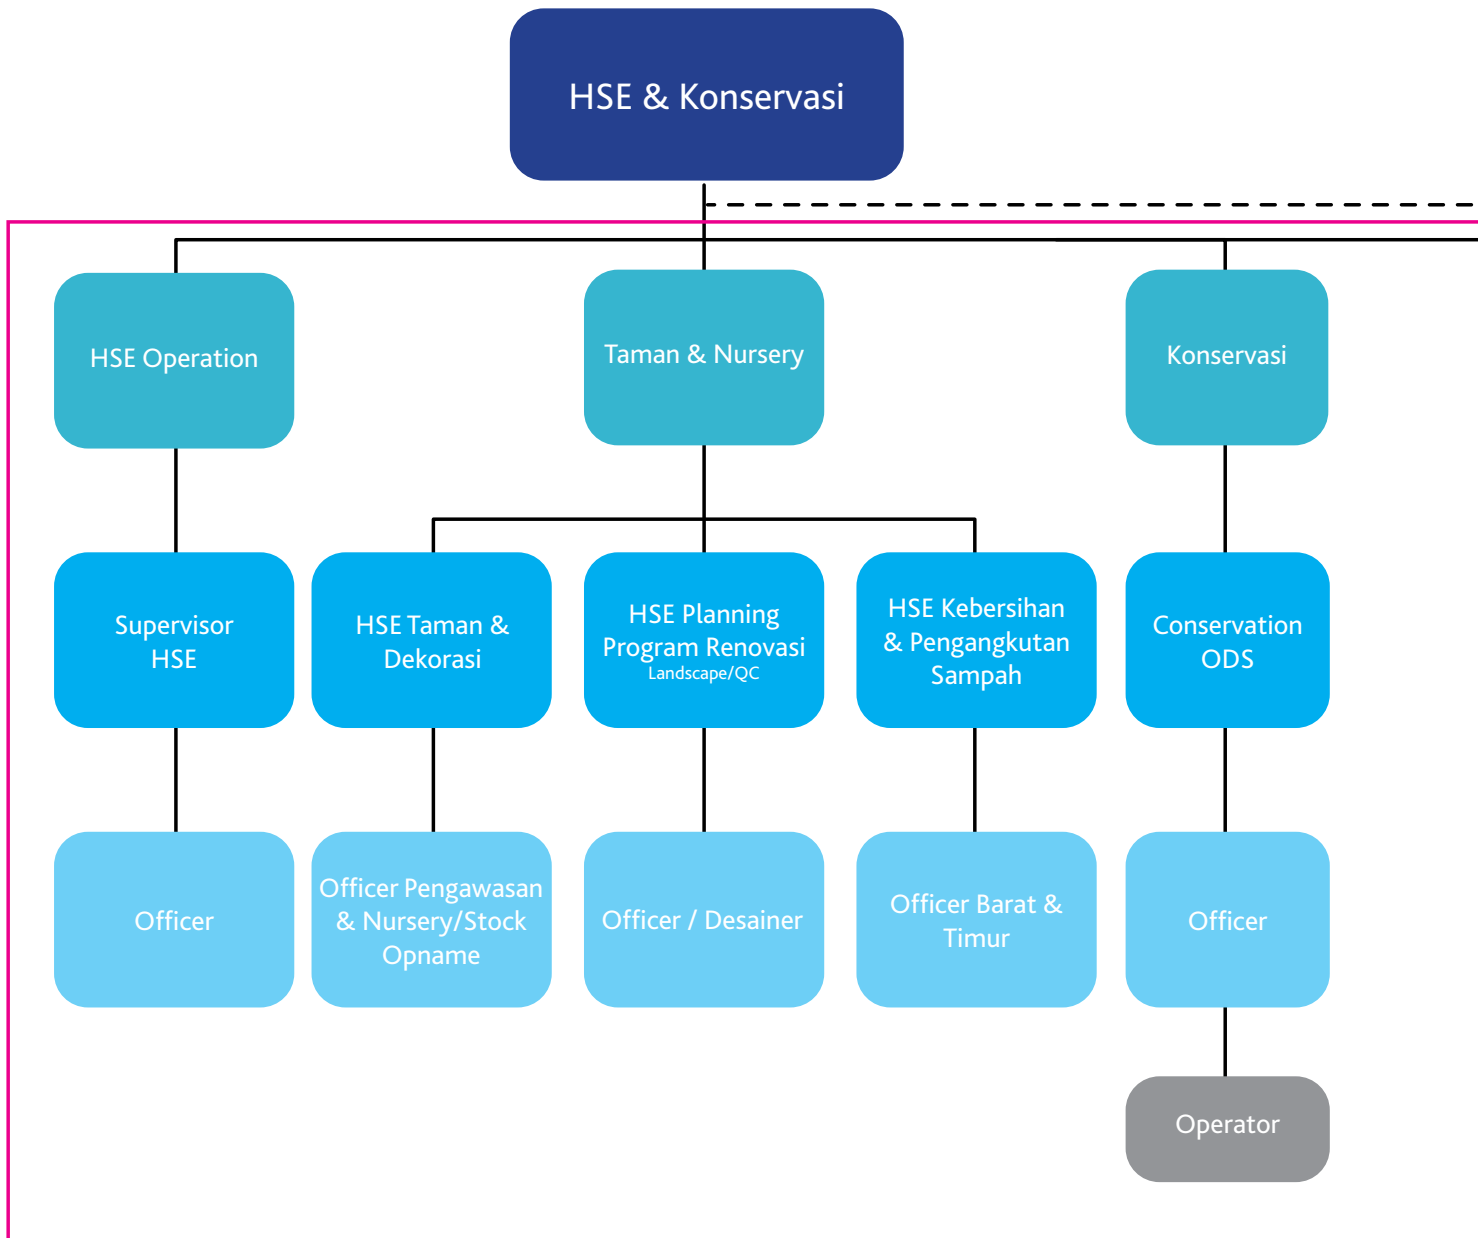 HSE & Konservasi
HSE Operation
Taman & Nursery
Konservasi
Supervisor
HSE
HSE Taman &
Dekorasi
HSE Planning
Program Renovasi
Landscape/QC
HSE Kebersihan
& Pengangkutan
Sampah
Conservation
ODS
Officer
Officer Pengawasan
& Nursery/Stock
Opname
Officer / Desainer
Officer Barat &
Timur
Officer
Operator